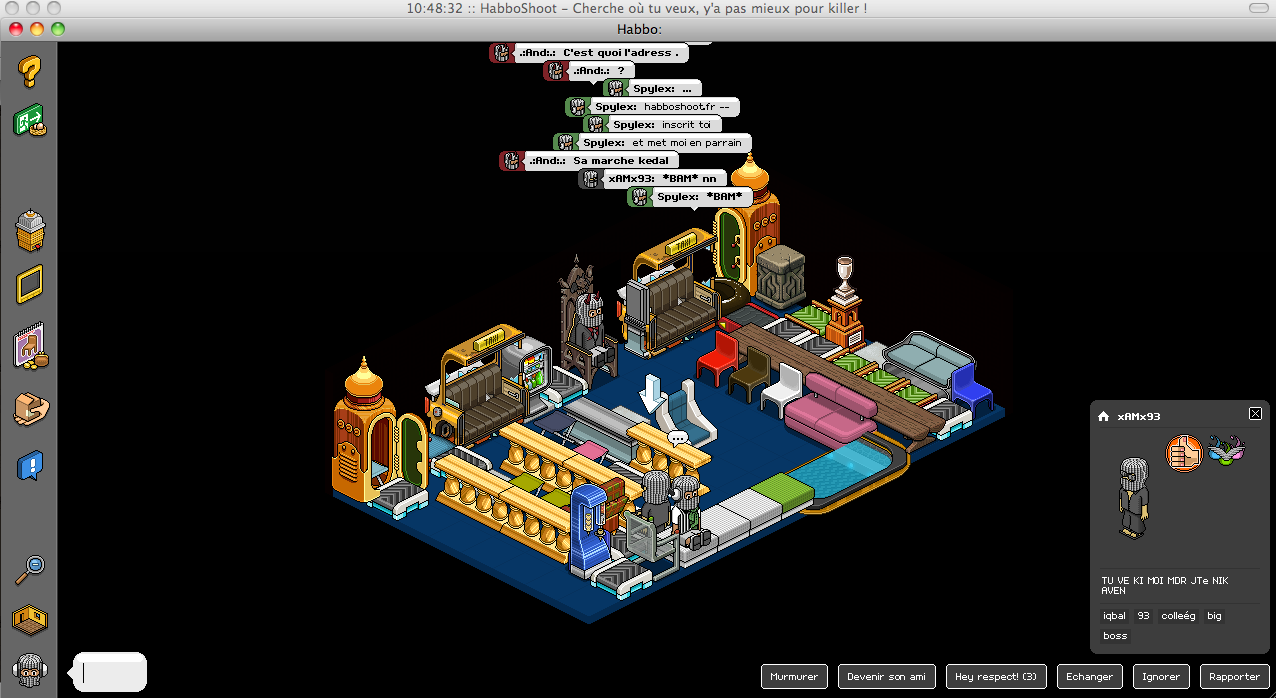 10:48:32 :: HabboShoot – Cherche où tu veux, y'a pas mieux pour killer !
Habbo:
.:And:.: C'est quoi l'adress .
.:And:.: ?
Spylex: ...
Spylex: habboshoot.fr --
Spylex: inscrit toi
Spylex: et met moi en parrain
.:And:.: Sa marche kedal
xAMx93: *BAM* nn
Spylex: *BAM*
TAXI
TAXI
xAMx93
TU VE KI MOI MDR JTe NIK
AVEN
iqbal 93 colleég big
boss
Murmurer Devenir son ami Hey respect! (3) Echanger Ignorer Rapporter